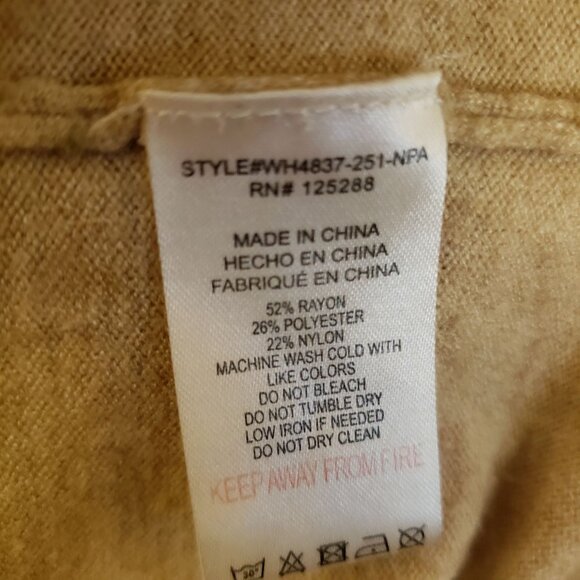 STYLE#WH4837-251-NPA
RN# 125288
MADE IN CHINA
HECHO EN CHINA
FABRIQUÉ EN CHINA
52% RAYON
26% POLYESTER
22% NYLON
MACHINE WASH COLD WITH
LIKE COLORS
DO NOT BLEACH
DO NOT TUMBLE DRY
LOW IRON IF NEEDED
DO NOT DRY CLEAN
KEEP AWAY FROM FIRE
30°